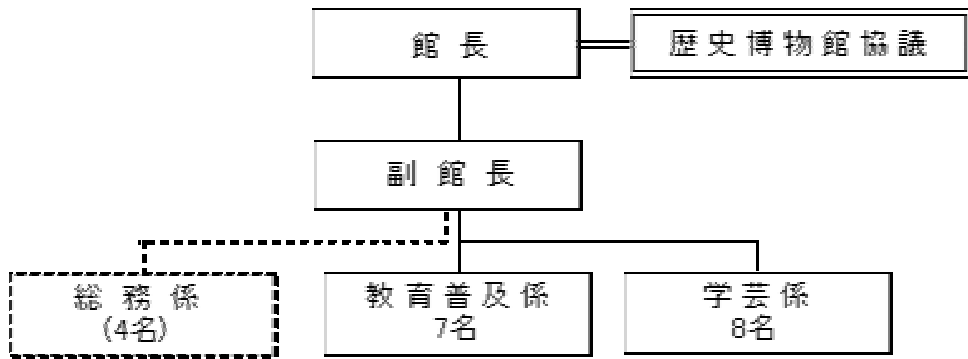 館長
歴史博物館協議
副館長
総務係
(4名)
教育普及係
7名
学芸係
8名